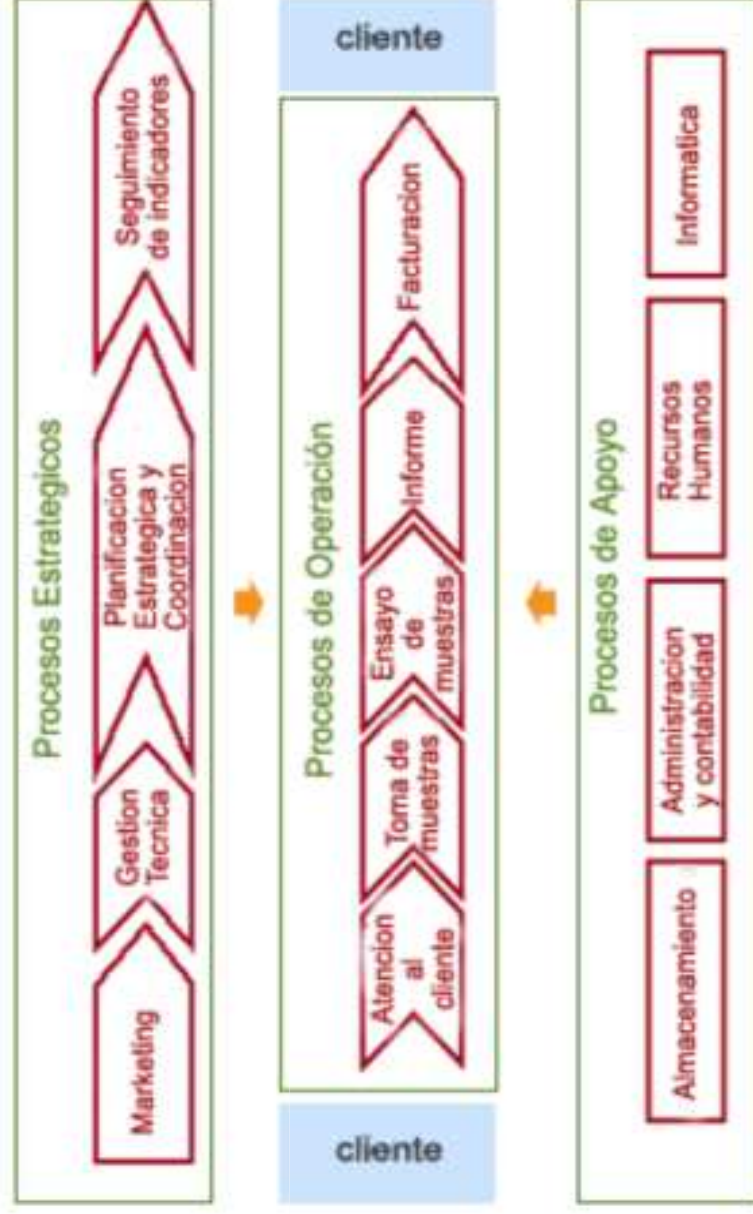 Procesos Estrategicos
Marketing
Gestion
Tecnica
Planificacion
Estrategica y
Coordinacion
Seguimiento
de indicadores
cliente
Procesos de Operación
Atencion
al
cliente
Toma de
muestras
Ensayo
de
muestras
Informe
Facturacion
cliente
Procesos de Apoyo
Almacenamiento
Administracion
y contabilidad
Recursos
Humanos
Informatica